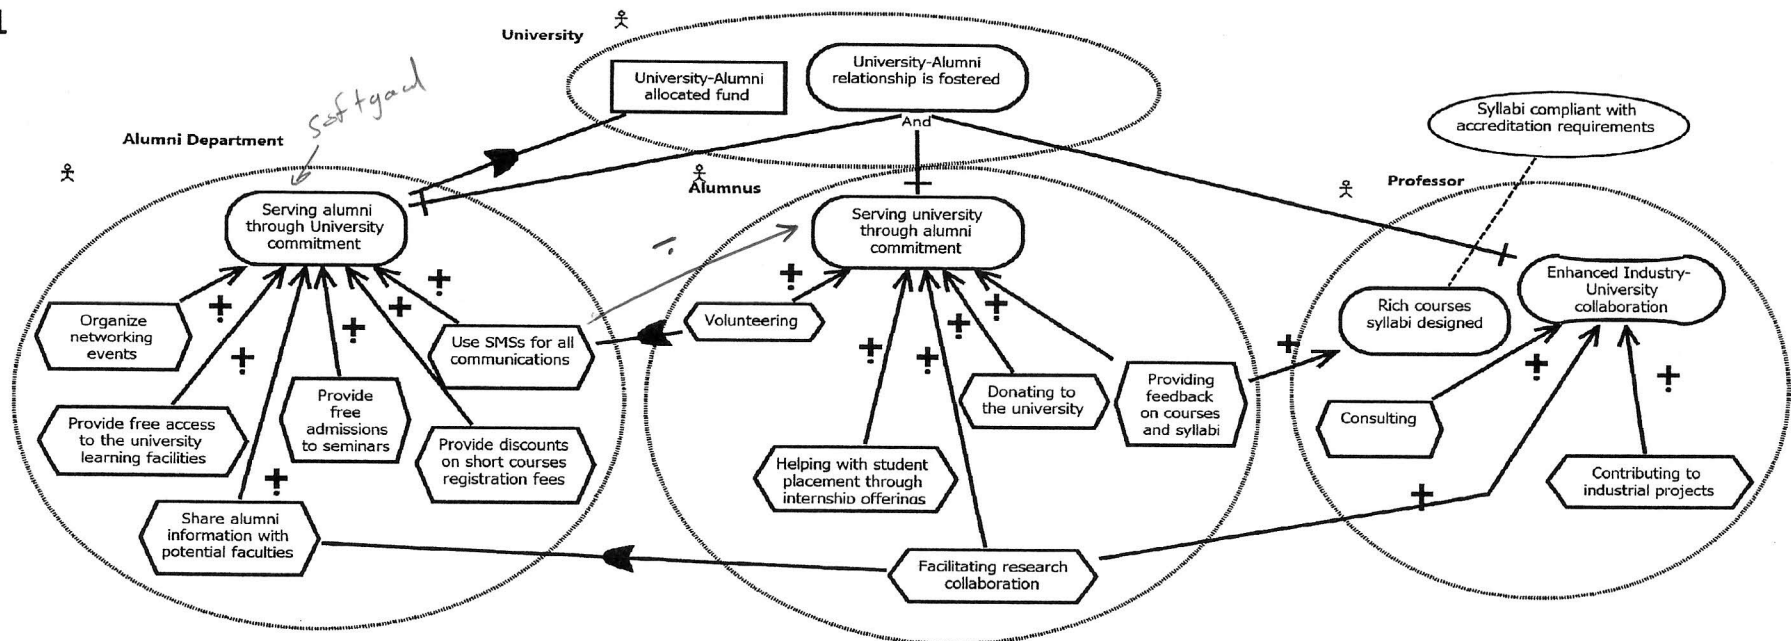 1
University
University-Alumni
allocated fund
University-Alumni
relationship is fostered
And
Syllabi compliant with
accreditation requirements
softgoal
Alumni Department
Alumnus
Professor
Serving alumni
through University
commitment
Serving university
through alumni
commitment
Enhanced Industry-
University
collaboration
Rich courses
syllabi designed
Organize
networking
events
Use SMSs for all
communications
Volunteering
Provide free access
to the university
learning facilities
Provide
free
admissions
to seminars
Provide discounts
on short courses
registration fees
Share alumni
information with
potential faculties
Helping with student
placement through
internship offerings
Donating to
the university
Providing
feedback
on courses
and syllabi
Facilitating research
collaboration
Consulting
Contributing to
industrial projects